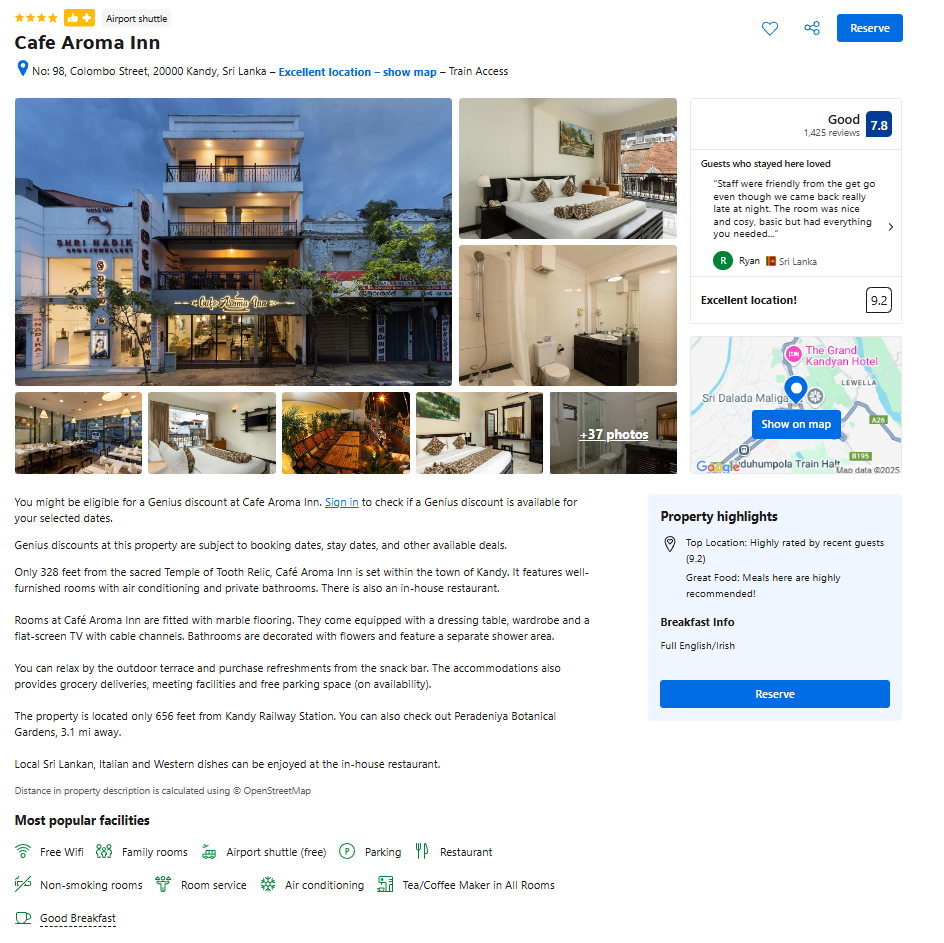 Airport shuttle
Cafe Aroma Inn
Reserve
No: 98, Colombo Street, 20000 Kandy, Sri Lanka – Excellent location – show map – Train Access
SHRI NADIK
Cafe Aroma Inn
+37 photos
Good
1,425 reviews
7.8
Guests who stayed here loved
“Staff were friendly from the get go
even though we came back really
late at night. The room was nice
and cosy, basic but had everything
you needed...”
R Ryan Sri Lanka
Excellent location!
9.2
The Grand
Kandyan Hotel
LEWELLA
Sri Dalada Maliga
Show on map
A26
B195
Google
uduhumpola Train Halt
Map data ©2025
You might be eligible for a Genius discount at Cafe Aroma Inn. Sign in to check if a Genius discount is available for
your selected dates.
Genius discounts at this property are subject to booking dates, stay dates, and other available deals.
Only 328 feet from the sacred Temple of Tooth Relic, Café Aroma Inn is set within the town of Kandy. It features well-
furnished rooms with air conditioning and private bathrooms. There is also an in-house restaurant.
Rooms at Café Aroma Inn are fitted with marble flooring. They come equipped with a dressing table, wardrobe and a
flat-screen TV with cable channels. Bathrooms are decorated with flowers and feature a separate shower area.
You can relax by the outdoor terrace and purchase refreshments from the snack bar. The accommodations also
provides grocery deliveries, meeting facilities and free parking space (on availability).
The property is located only 656 feet from Kandy Railway Station. You can also check out Peradeniya Botanical
Gardens, 3.1 mi away.
Local Sri Lankan, Italian and Western dishes can be enjoyed at the in-house restaurant.
Distance in property description is calculated using © OpenStreetMap
Property highlights
Top Location: Highly rated by recent guests
(9.2)
Great Food: Meals here are highly
recommended!
Breakfast Info
Full English/Irish
Reserve
Most popular facilities
Free Wifi
Family rooms
Airport shuttle (free)
P Parking
Restaurant
Non-smoking rooms
Room service
Air conditioning
Tea/Coffee Maker in All Rooms
Good Breakfast